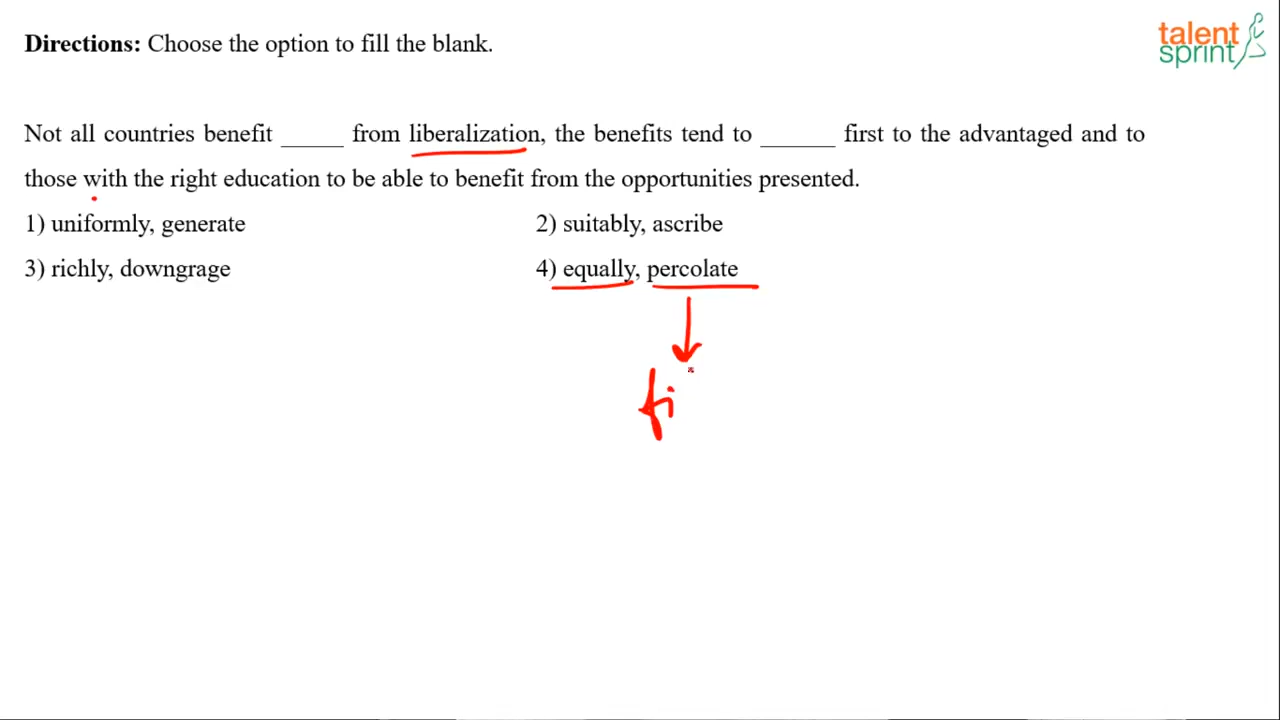 Directions: Choose the option to fill the blank.
talent
sprint
Not all countries benefit _____ from liberalization, the benefits tend to ______ first to the advantaged and to
those with the right education to be able to benefit from the opportunities presented.
1) uniformly, generate
2) suitably, ascribe
3) richly, downgrage
4) equally, percolate
fi